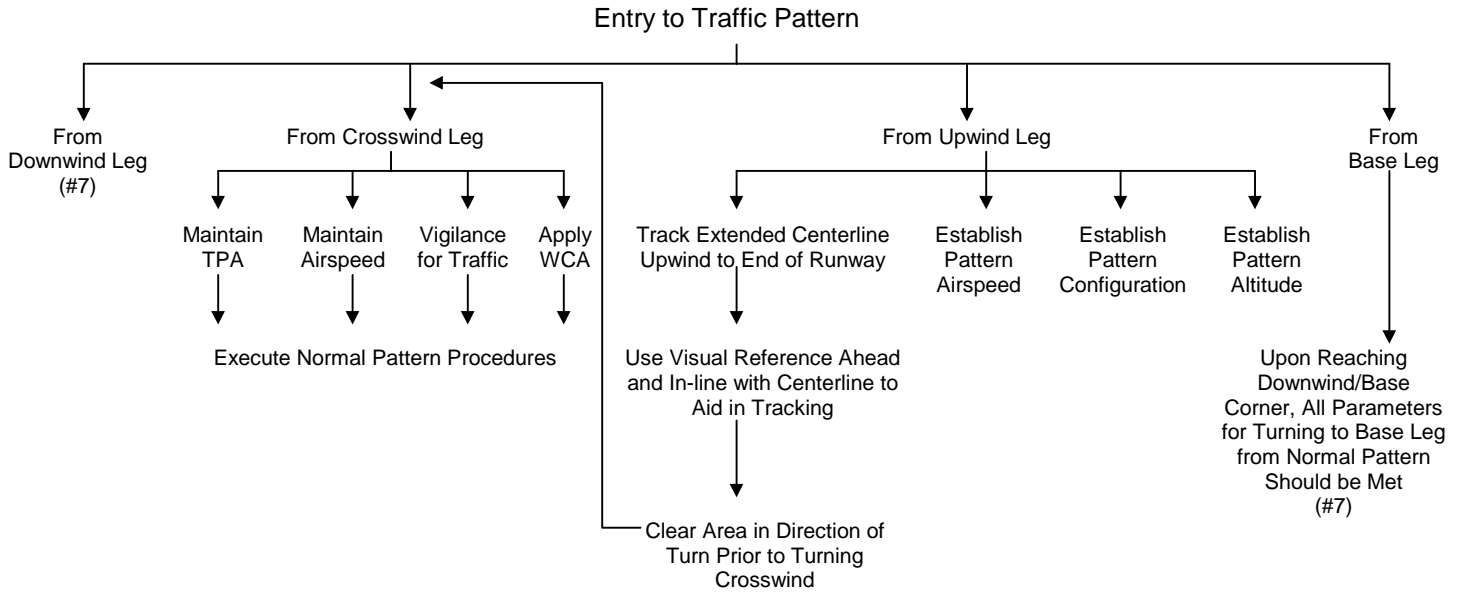 Entry to Traffic Pattern
From
Downwind Leg
(#7)
From Crosswind Leg
From Upwind Leg
From
Base Leg
Maintain
TPA
Maintain
Airspeed
Vigilance
for Traffic
Apply
WCA
Track Extended Centerline
Upwind to End of Runway
Establish
Pattern
Airspeed
Establish
Pattern
Configuration
Establish
Pattern
Altitude
Execute Normal Pattern Procedures
Use Visual Reference Ahead
and In-line with Centerline to
Aid in Tracking
Upon Reaching
Downwind/Base
Corner, All Parameters
for Turning to Base Leg
from Normal Pattern
Should be Met
(#7)
Clear Area in Direction of
Turn Prior to Turning
Crosswind